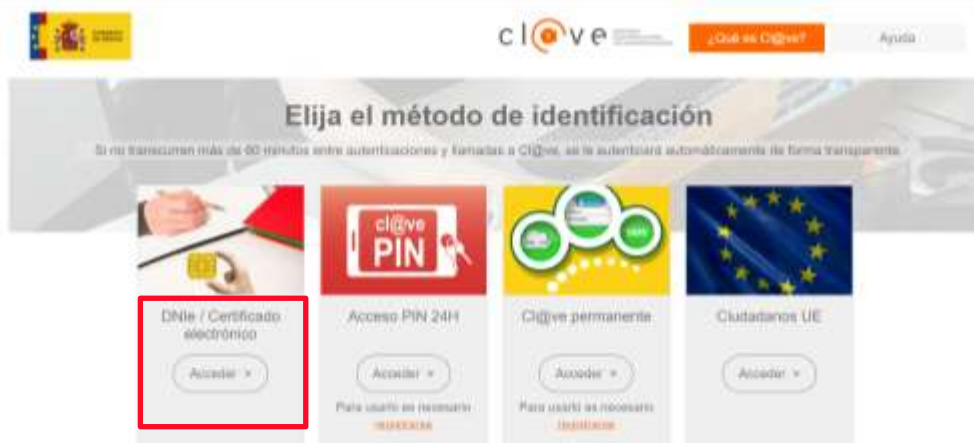 cl@ve
¿Qué es Cl@ve?
Ayuda
Elija el método de identificación
Si no transcurren más de 60 minutos entre autenticaciones y llamadas a Cl@ve, se le autenticará automáticamente de forma transparente.
cl@ve
PIN
DNIe / Certificado
electrónico
Acceder »
Acceso PIN 24H
Acceder »
Para usarlo es necesario
registrarse
Cl@ve permanente
Acceder »
Para usarlo es necesario
registrarse
Ciudadanos UE
Acceder »